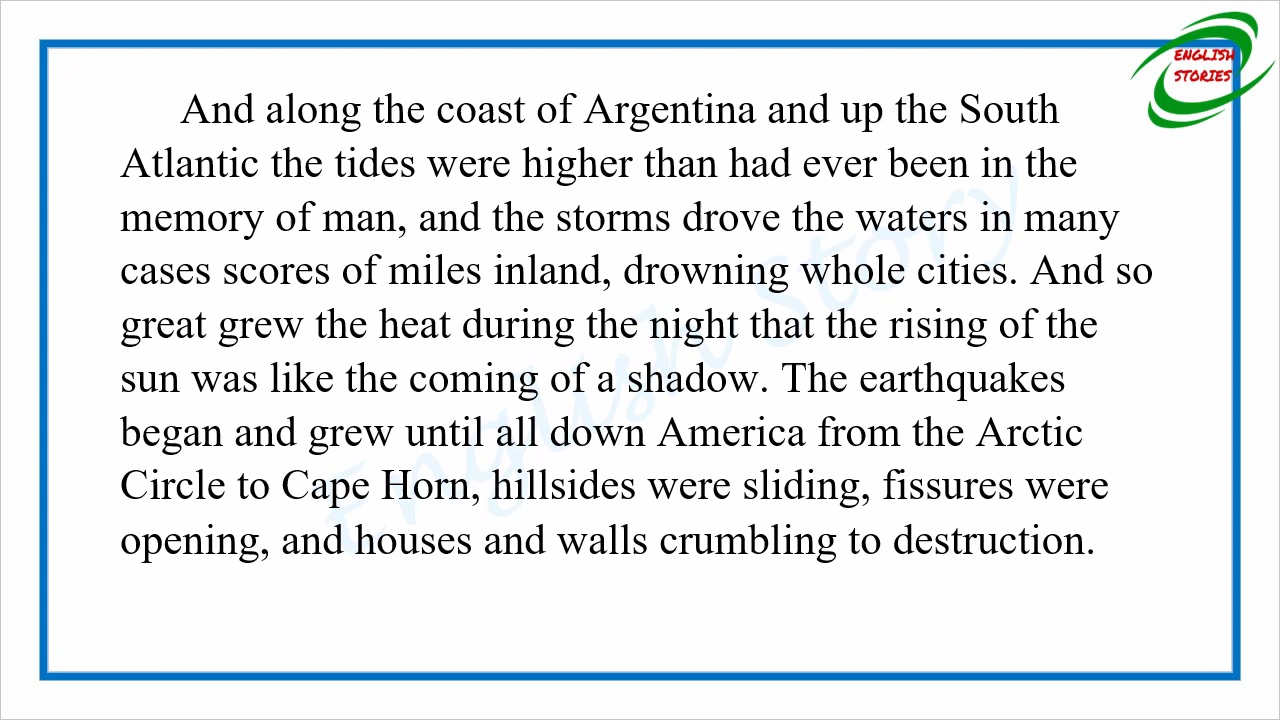 ENGLISH
STORIES
And along the coast of Argentina and up the South
Atlantic the tides were higher than had ever been in the
memory of man, and the storms drove the waters in many
cases scores of miles inland, drowning whole cities. And so
great grew the heat during the night that the rising of the
sun was like the coming of a shadow. The earthquakes
began and grew until all down America from the Arctic
Circle to Cape Horn, hillsides were sliding, fissures were
opening, and houses and walls crumbling to destruction.
English Story